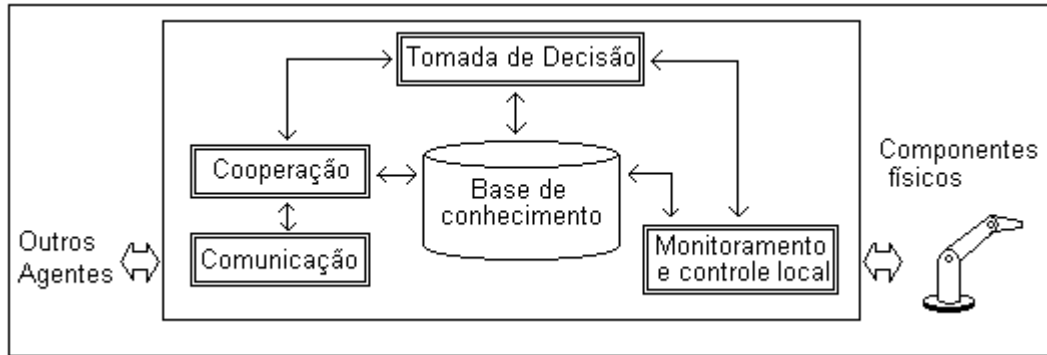 Tomada de Decisão
Cooperação
Comunicação
Base de
conhecimento
Monitoramento
e controle local
Outros
Agentes
Componentes
físicos